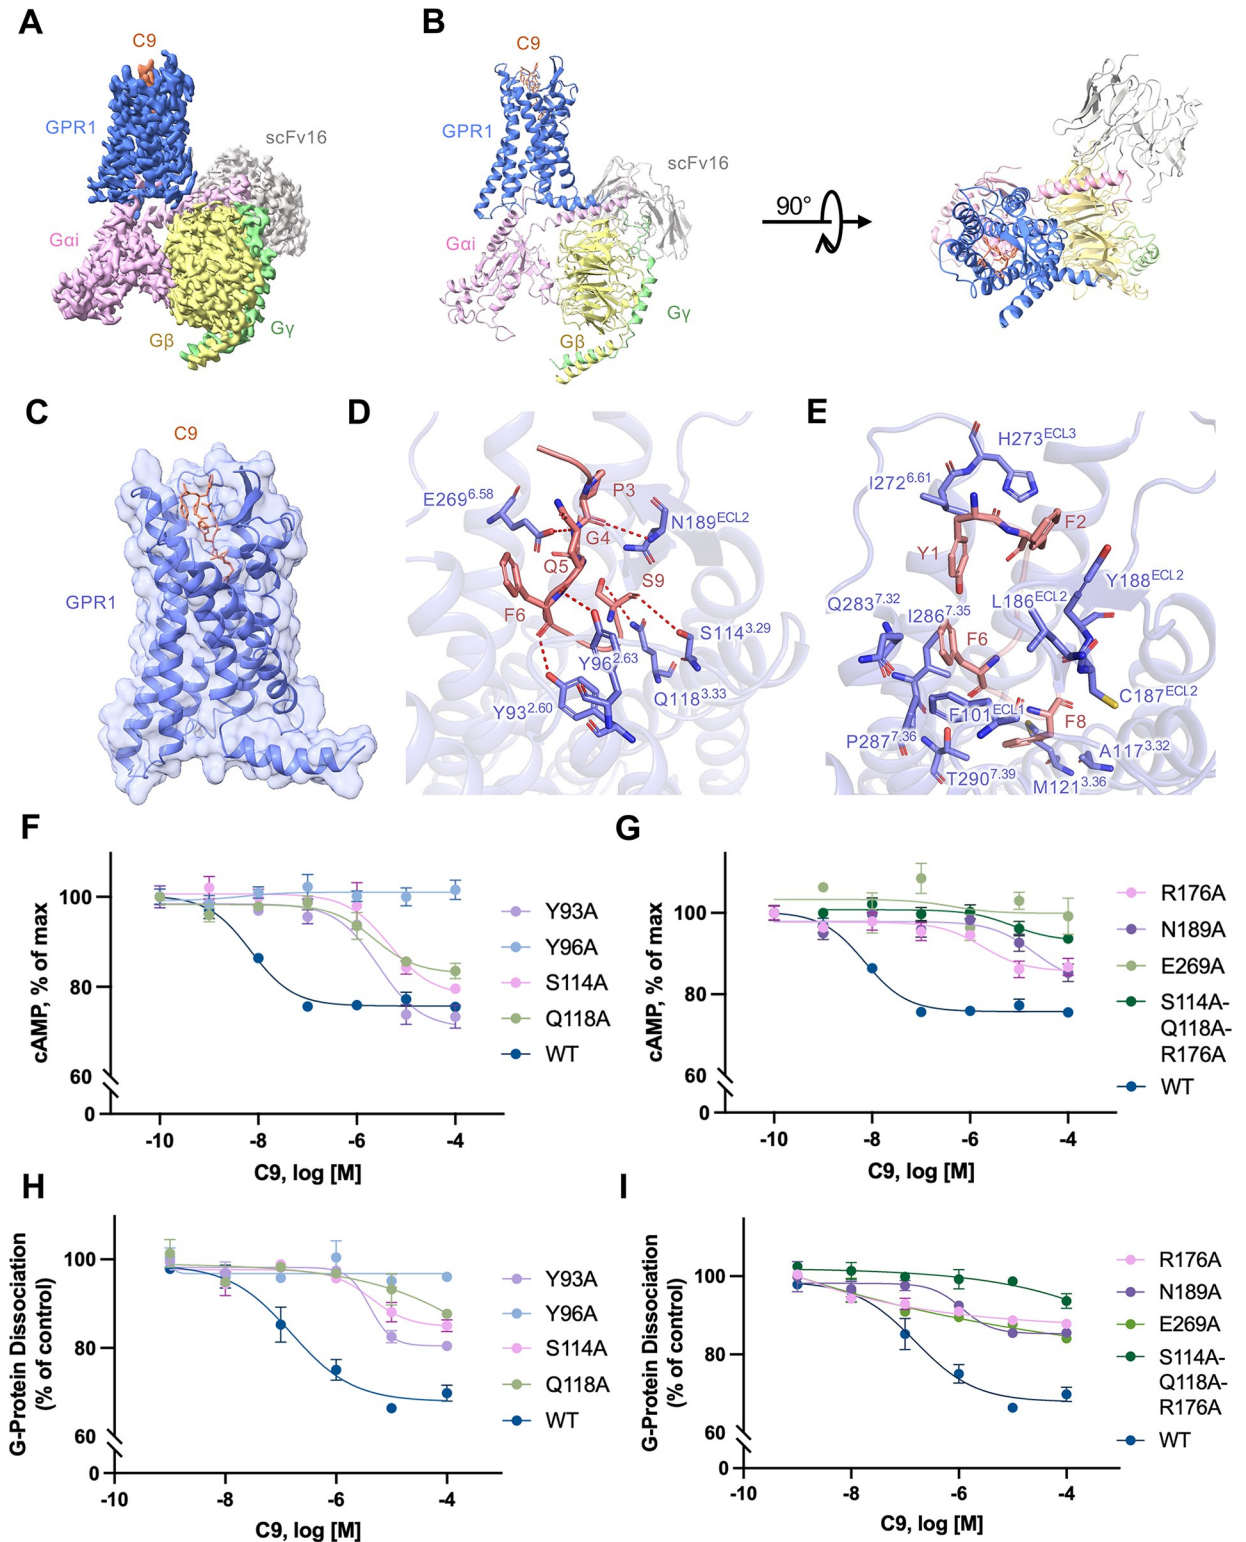 A
C9
GPR1
scFv16
Gαi
Gβ
Gγ
B
C9
GPR1
scFv16
Gαi
Gβ
Gγ
90°
C
C9
GPR1
D
E269^6.58
P3
N189^ECL2
G4
Q5
S9
F6
S114^3.29
Y96^2.63
Q118^3.33
Y93^2.60
E
H273^ECL3
I272^6.61
F2
Y1
Y188^ECL2
Q283^7.32
I286^7.35
L186^ECL2
F6
C187^ECL2
F101^ECL1
F8
P287^7.36
A117^3.32
T290^7.39
M121^3.36
F
cAMP, % of max
100
80
60
0
-10
-8
-6
-4
C9, log [M]
Y93A
Y96A
S114A
Q118A
WT
G
cAMP, % of max
100
80
60
0
-10
-8
-6
-4
C9, log [M]
R176A
N189A
E269A
S114A-
Q118A-
R176A
WT
H
G-Protein Dissociation
(% of control)
100
80
60
0
-10
-8
-6
-4
C9, log [M]
Y93A
Y96A
S114A
Q118A
WT
I
G-Protein Dissociation
(% of control)
100
80
60
0
-10
-8
-6
-4
C9, log [M]
R176A
N189A
E269A
S114A-
Q118A-
R176A
WT